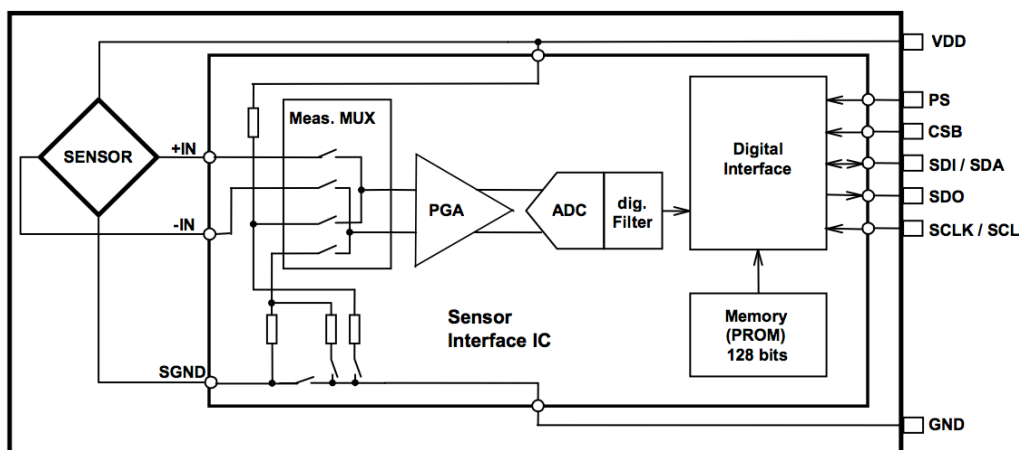 VDD
PS
Meas. MUX
CSB
+IN
Digital
Interface
SENSOR
SDI / SDA
PGA
ADC
dig.
Filter
SDO
-IN
SCLK / SCL
Sensor
Interface IC
Memory
(PROM)
128 bits
SGND
GND